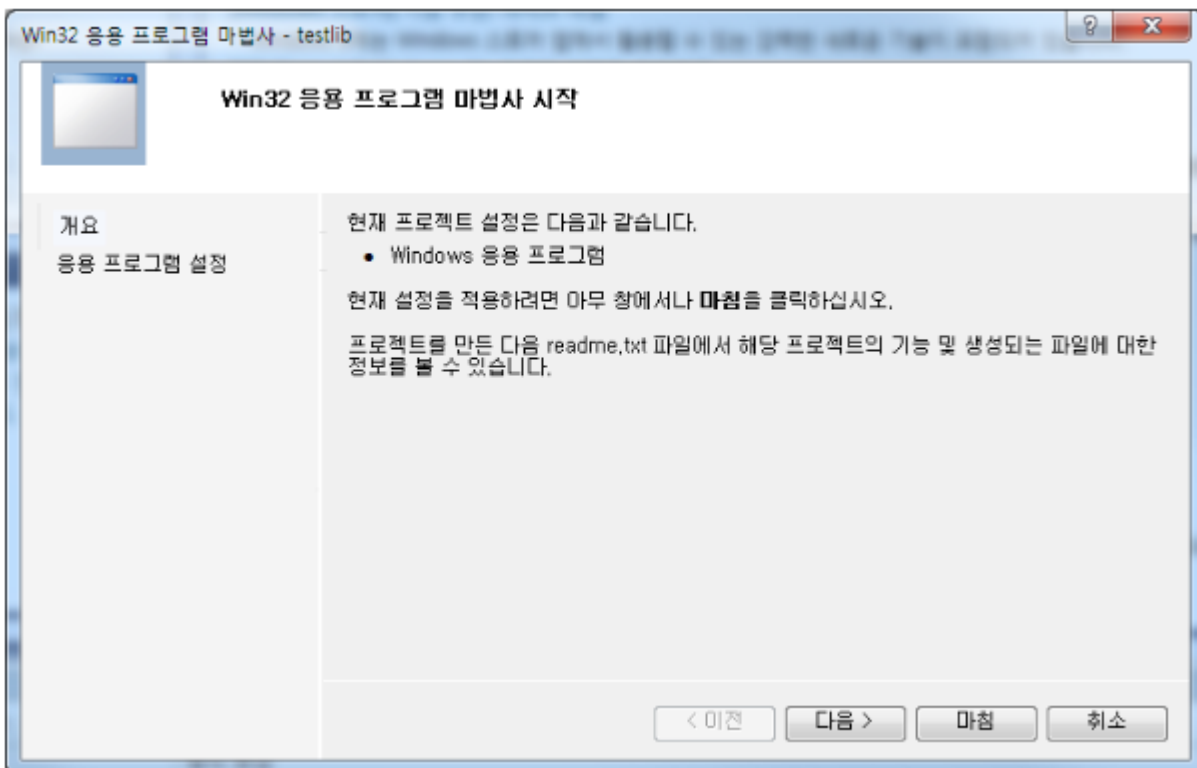 Win32 응용 프로그램 마법사 - testlib
Win32 응용 프로그램 마법사 시작
개요
응용 프로그램 설정
현재 프로젝트 설정은 다음과 같습니다.
• Windows 응용 프로그램
현재 설정을 적용하려면 아무 창에서나 마침을 클릭하십시오.
프로젝트를 만든 다음 readme.txt 파일에서 해당 프로젝트의 기능 및 생성되는 파일에 대한
정보를 볼 수 있습니다.
< 이전 다음 > 마침 취소